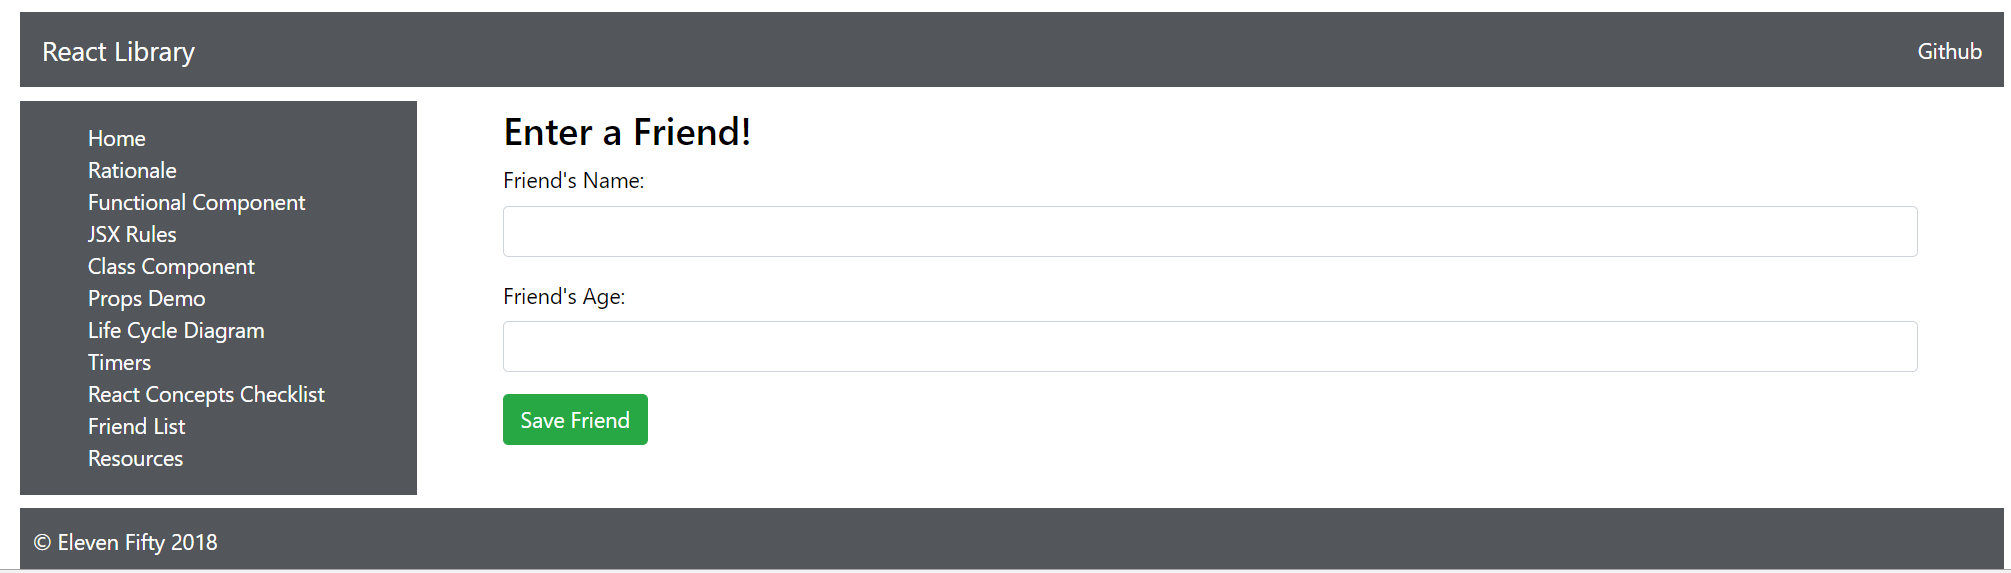 React Library
Github
Home
Rationale
Functional Component
JSX Rules
Class Component
Props Demo
Life Cycle Diagram
Timers
React Concepts Checklist
Friend List
Resources
Enter a Friend!
Friend's Name:
Friend's Age:
Save Friend
© Eleven Fifty 2018